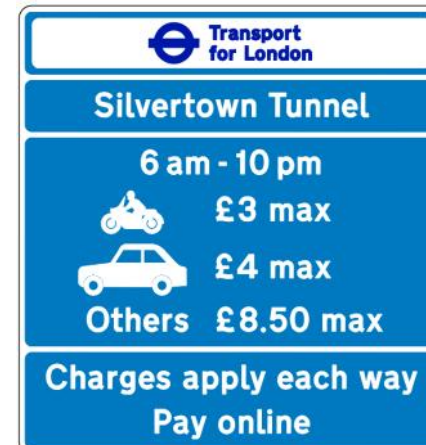 Transport
for London
Silvertown Tunnel
6 am - 10 pm
£3 max
£4 max
Others £8.50 max
Charges apply each way
Pay online